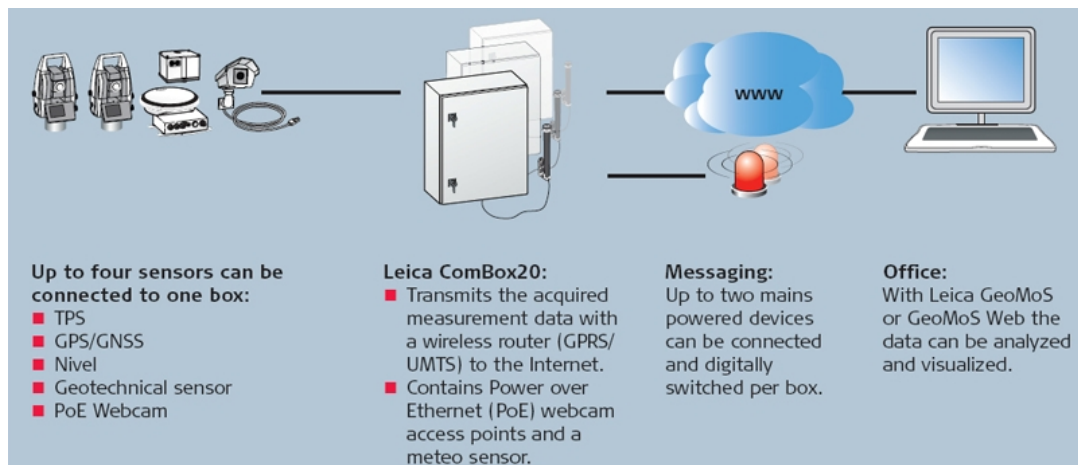 www
Up to four sensors can be
connected to one box:
TPS
GPS/GNSS
Nivel
Geotechnical sensor
PoE Webcam
Leica ComBox20:
Transmits the acquired
measurement data with
a wireless router (GPRS/
UMTS) to the Internet.
Contains Power over
Ethernet (PoE) webcam
access points and a
meteo sensor.
Messaging:
Up to two mains
powered devices
can be connected
and digitally
switched per box.
Office:
With Leica GeoMoS
or GeoMoS Web the
data can be analyzed
and visualized.